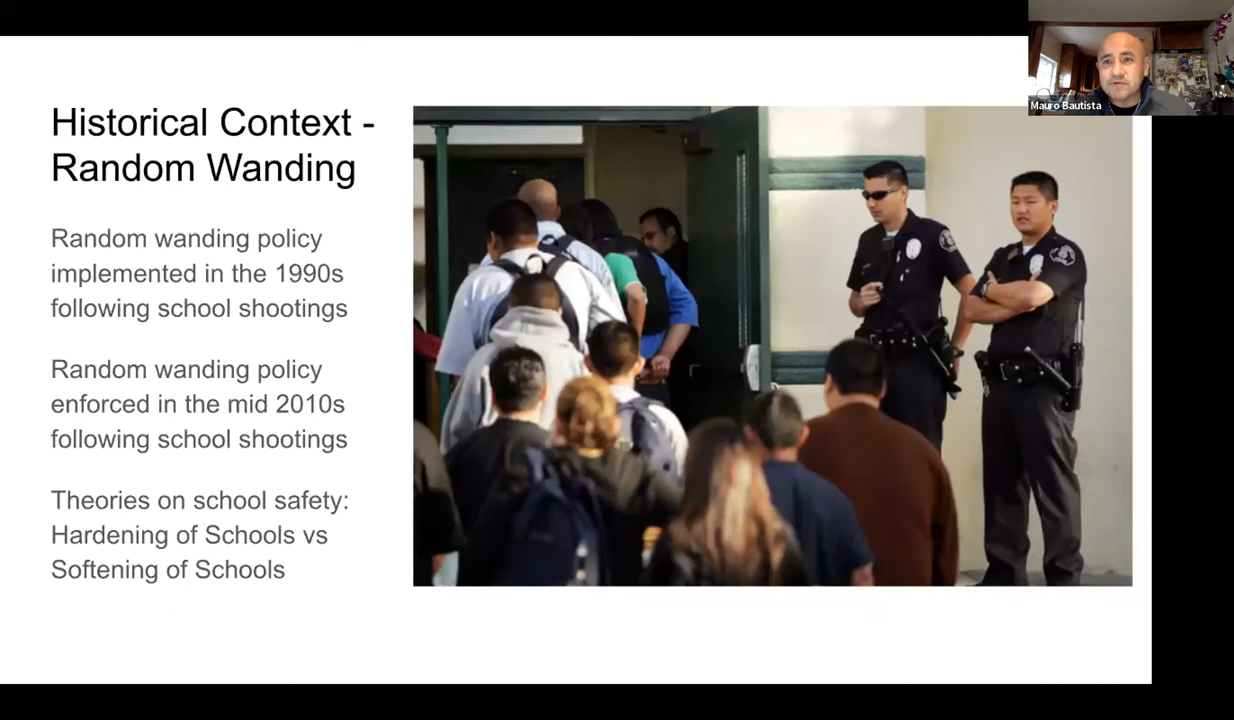 Historical Context -
Random Wanding
Random wanding policy
implemented in the 1990s
following school shootings
Random wanding policy
enforced in the mid 2010s
following school shootings
Theories on school safety:
Hardening of Schools vs
Softening of Schools
Mauro Bautista